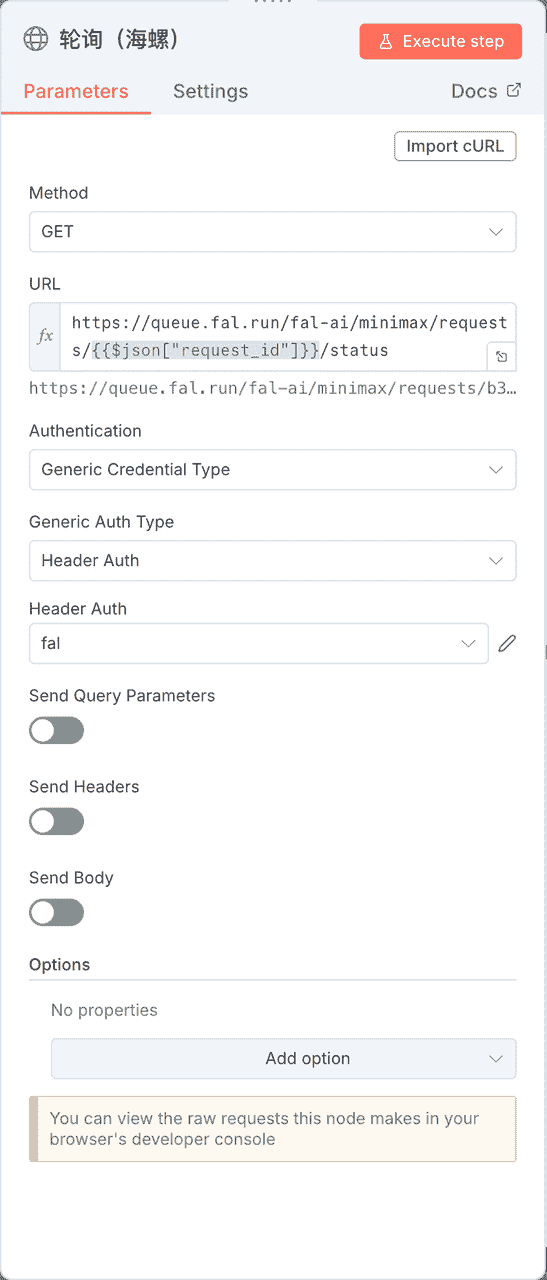 轮询（海螺）
Execute step
Parameters
Settings
Docs
Import cURL
Method
GET
URL
fx
https://queue.fal.run/fal-ai/minimax/request
s/{{$json["request_id"]}}/status
https://queue.fal.run/fal-ai/minimax/requests/b3…
Authentication
Generic Credential Type
Generic Auth Type
Header Auth
Header Auth
fal
Send Query Parameters
Send Headers
Send Body
Options
No properties
Add option
You can view the raw requests this node makes in your
browser's developer console